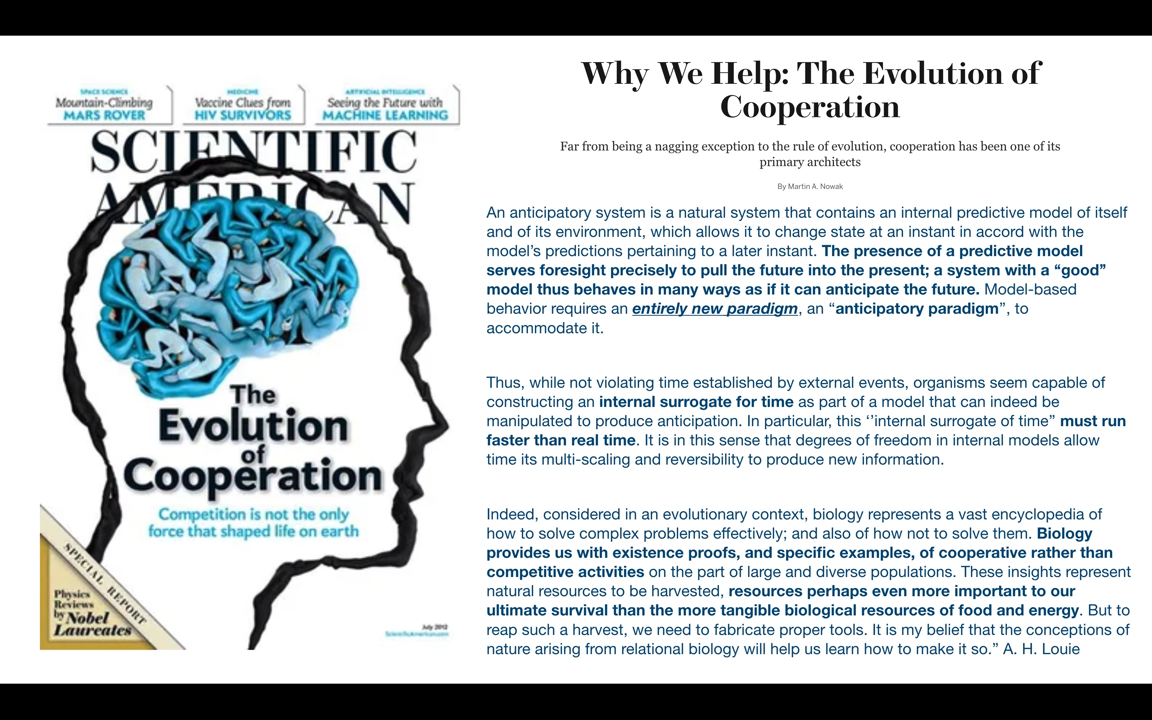 SPACE SCIENCE
Mountain-Climbing
MARS ROVER
MEDICINE
Vaccine Clues from
HIV SURVIVORS
ARTIFICIAL INTELLIGENCE
Seeing the Future with
MACHINE LEARNING
SCIENTIFIC
AMERICAN
The
Evolution
of
Cooperation
Competition is not the only
force that shaped life on earth
SPECIAL REPORT
Physics
Reviews
by Nobel
Laureates
July 2012
ScientificAmerican.com
Why We Help: The Evolution of
Cooperation
Far from being a nagging exception to the rule of evolution, cooperation has been one of its
primary architects
By Martin A. Nowak
An anticipatory system is a natural system that contains an internal predictive model of itself
and of its environment, which allows it to change state at an instant in accord with the
model’s predictions pertaining to a later instant. The presence of a predictive model
serves foresight precisely to pull the future into the present; a system with a “good”
model thus behaves in many ways as if it can anticipate the future. Model-based
behavior requires an entirely new paradigm, an “anticipatory paradigm”, to
accommodate it.
Thus, while not violating time established by external events, organisms seem capable of
constructing an internal surrogate for time as part of a model that can indeed be
manipulated to produce anticipation. In particular, this ‘’internal surrogate of time” must run
faster than real time. It is in this sense that degrees of freedom in internal models allow
time its multi-scaling and reversibility to produce new information.
Indeed, considered in an evolutionary context, biology represents a vast encyclopedia of
how to solve complex problems effectively; and also of how not to solve them. Biology
provides us with existence proofs, and specific examples, of cooperative rather than
competitive activities on the part of large and diverse populations. These insights represent
natural resources to be harvested, resources perhaps even more important to our
ultimate survival than the more tangible biological resources of food and energy. But to
reap such a harvest, we need to fabricate proper tools. It is my belief that the conceptions of
nature arising from relational biology will help us learn how to make it so.” A. H. Louie